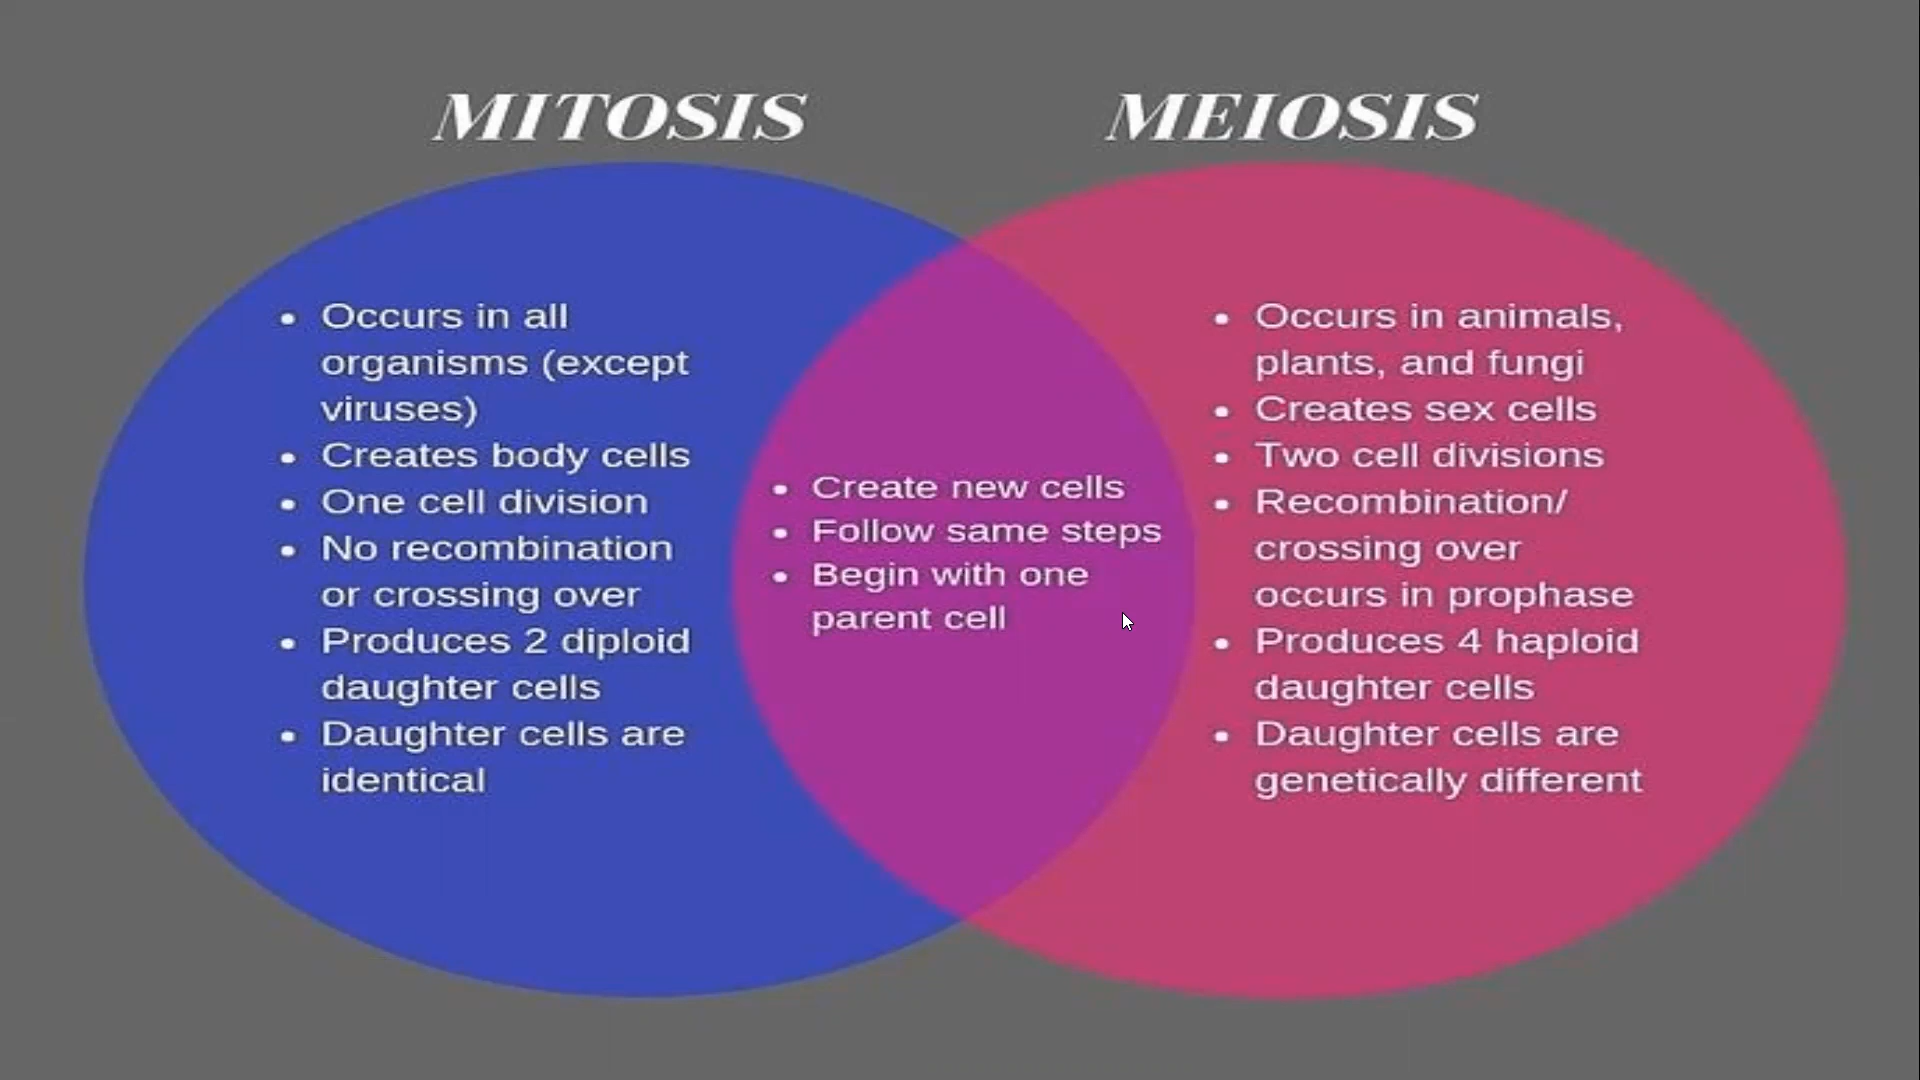 MITOSIS
MEIOSIS
• Occurs in all
organisms (except
viruses)
• Creates body cells
• One cell division
• No recombination
or crossing over
• Produces 2 diploid
daughter cells
• Daughter cells are
identical
• Create new cells
• Follow same steps
• Begin with one
parent cell
• Occurs in animals,
plants, and fungi
• Creates sex cells
• Two cell divisions
• Recombination/
crossing over
occurs in prophase
• Produces 4 haploid
daughter cells
• Daughter cells are
genetically different